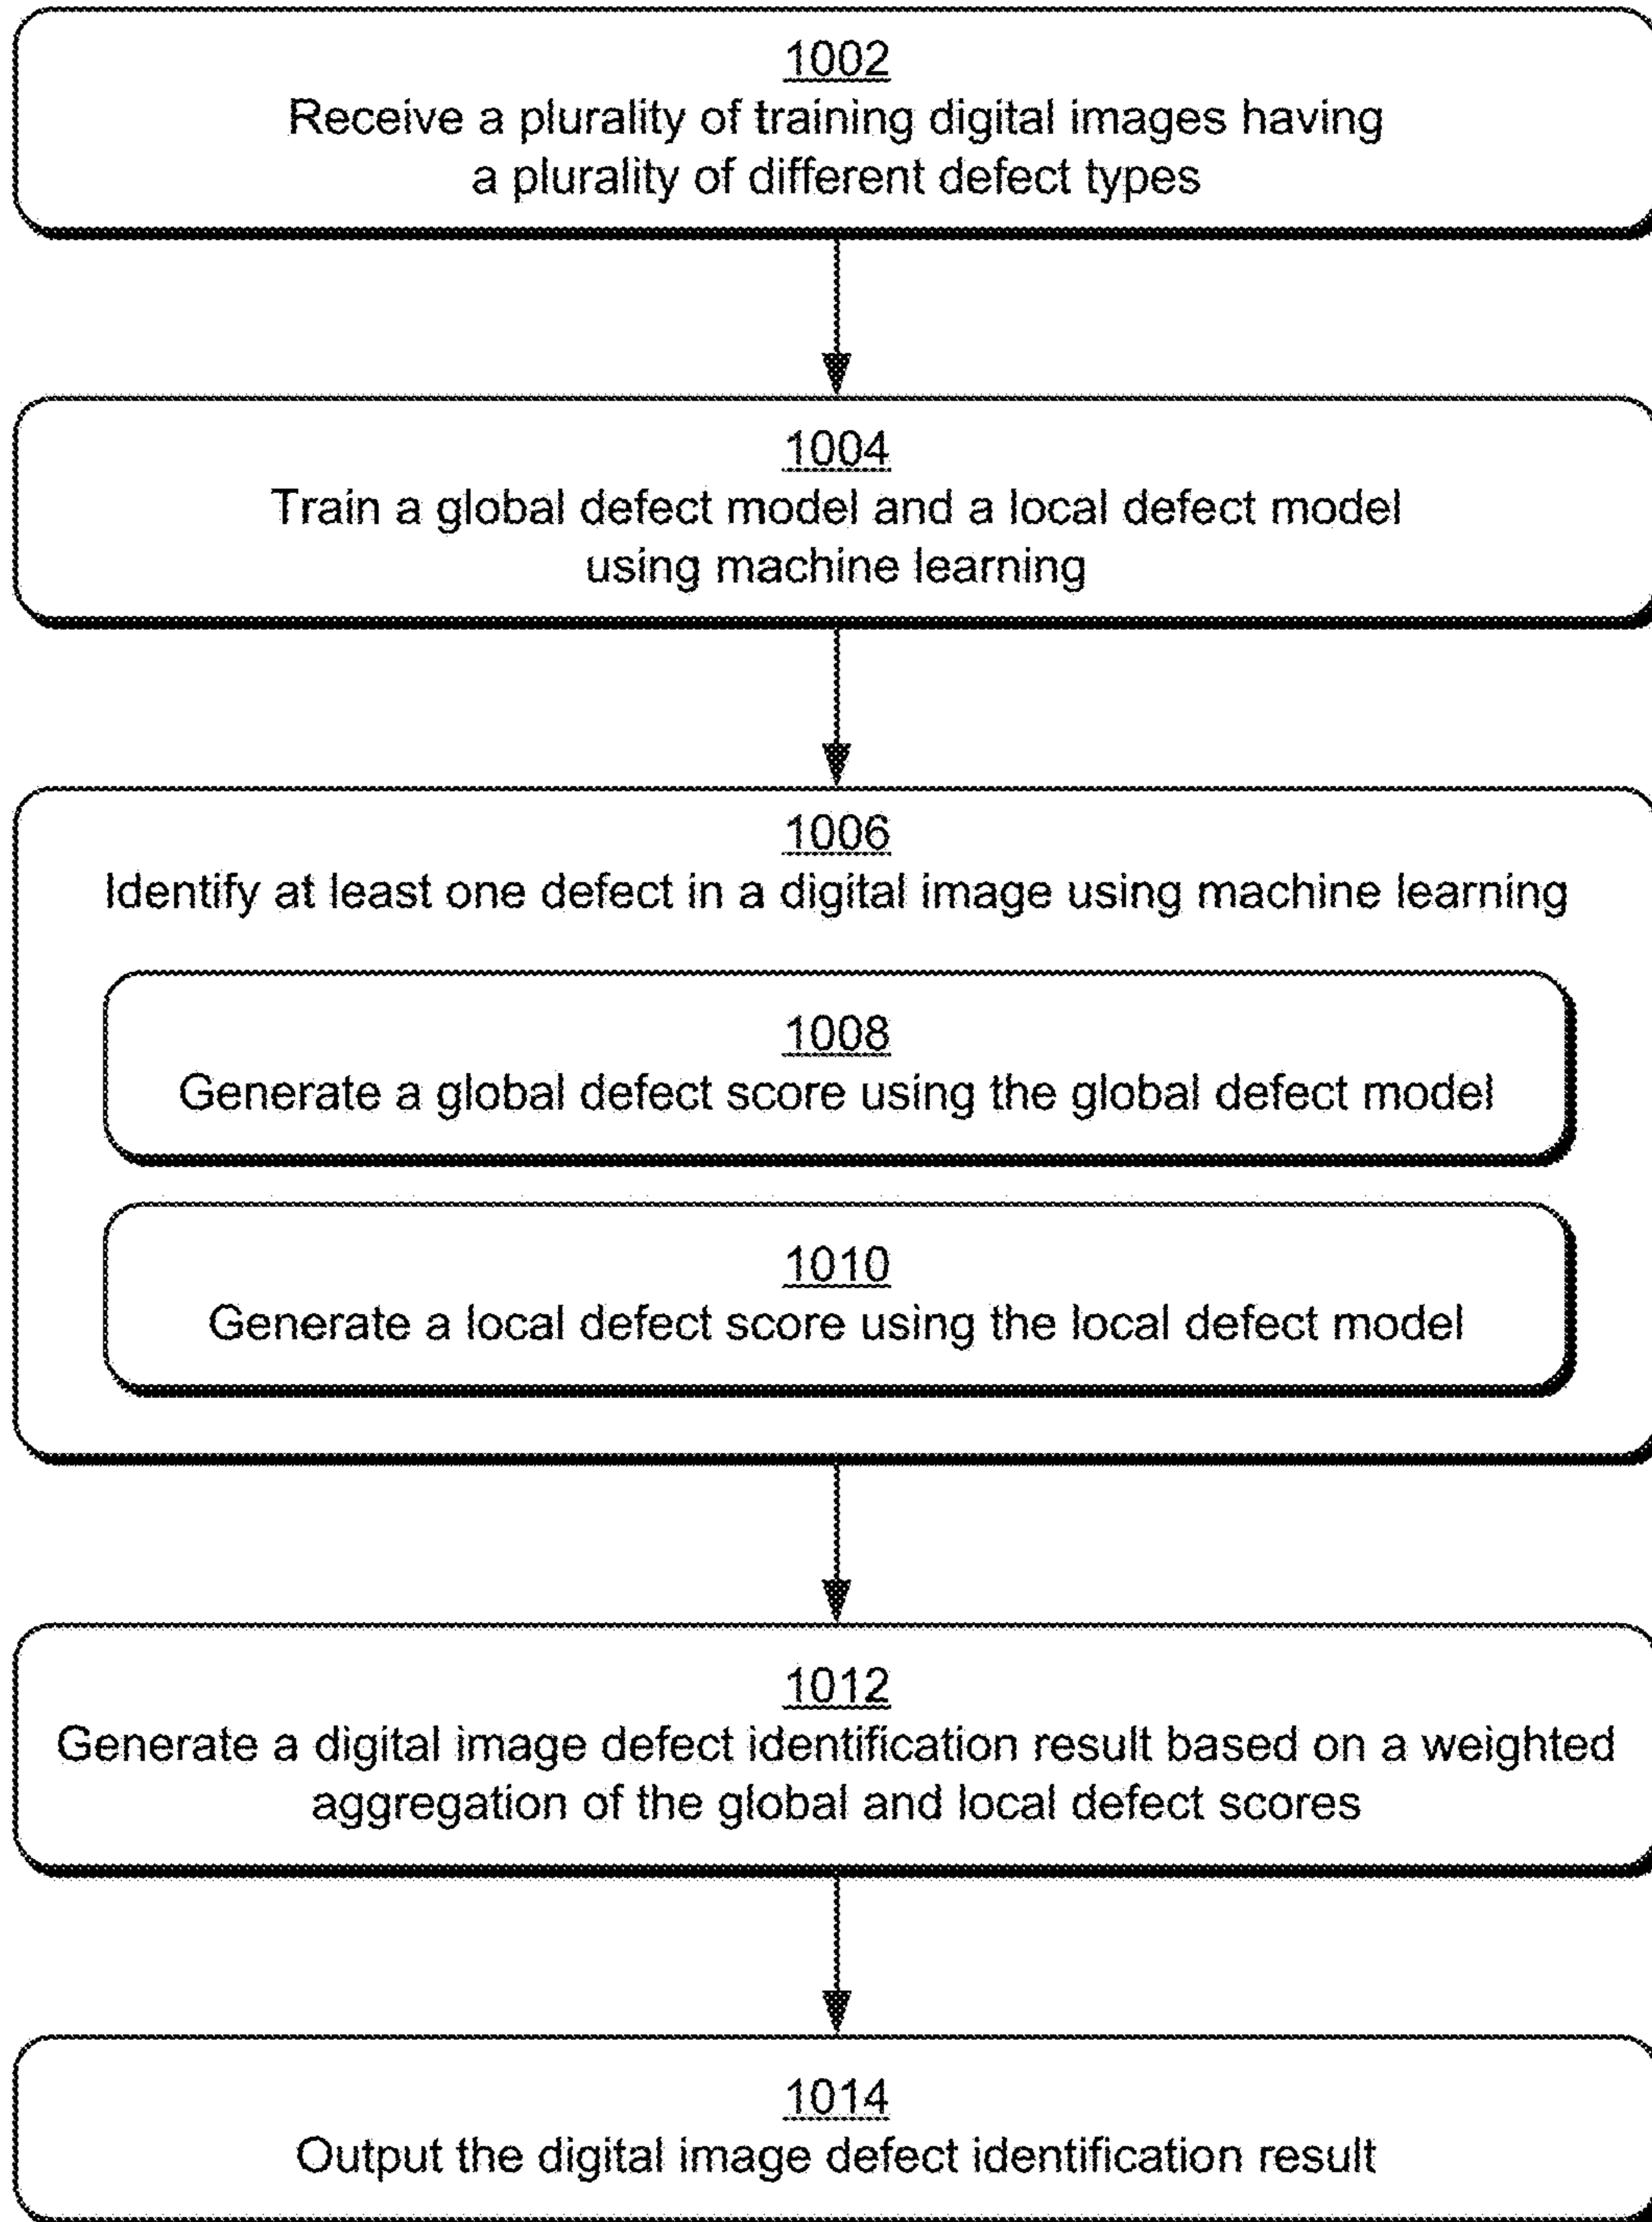 1002
Receive a plurality of training digital images having
a plurality of different defect types
1004
Train a global defect model and a local defect model
using machine learning
1006
Identify at least one defect in a digital image using machine learning
1008
Generate a global defect score using the global defect model
1010
Generate a local defect score using the local defect model
1012
Generate a digital image defect identification result based on a weighted
aggregation of the global and local defect scores
1014
Output the digital image defect identification result